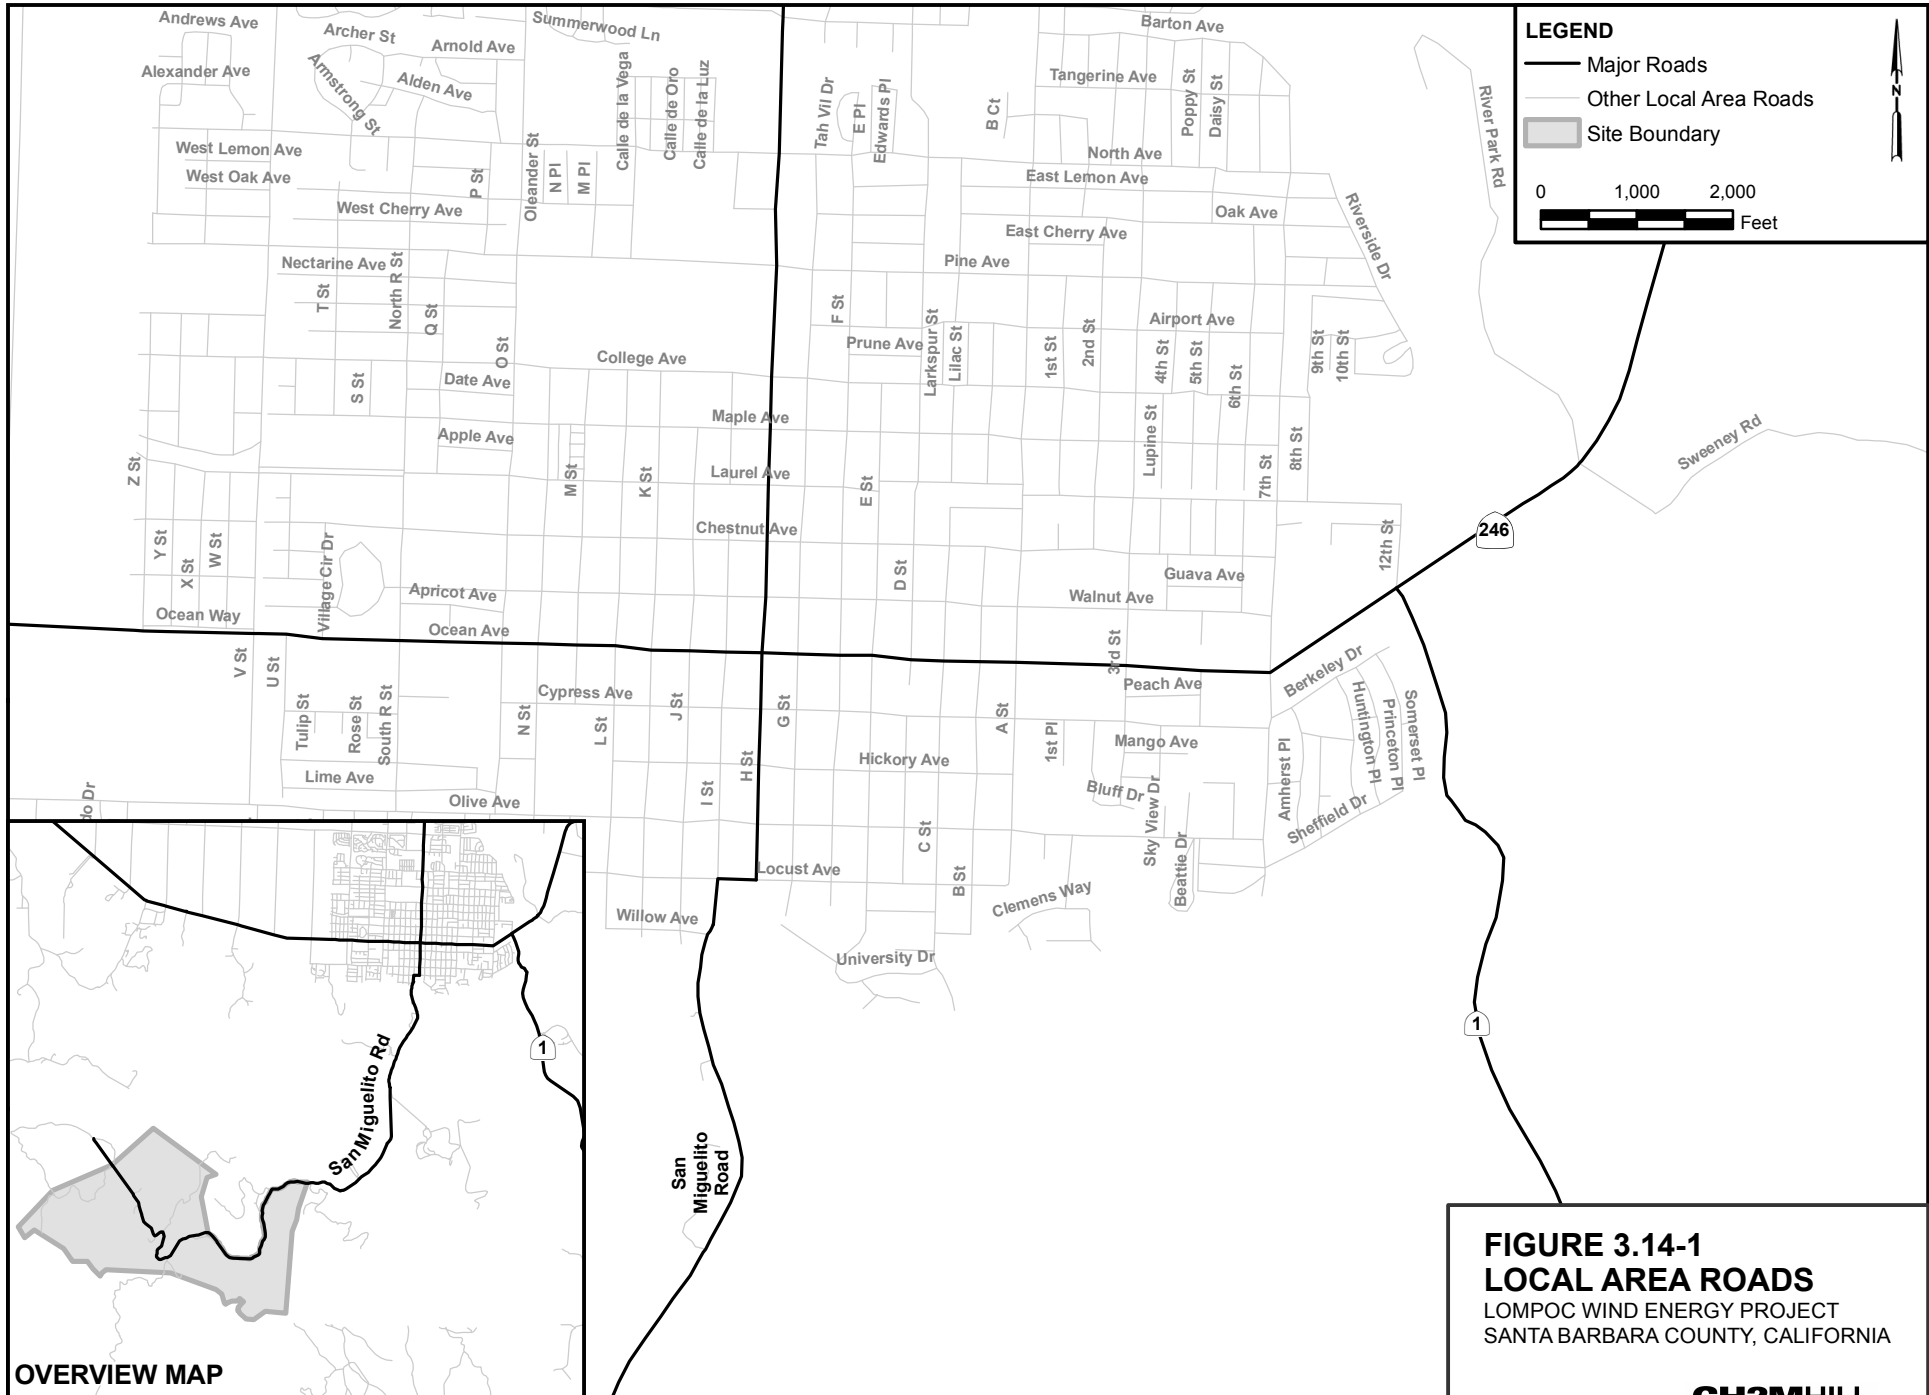 Andrews Ave
Archer St
Arnold Ave
Summerwood Ln
Barton Ave
Alexander Ave
Armstrong St
Alden Ave
Calle de la Vega
Calle de Oro
Calle de la Luz
Tah Vil Dr
E Pl
Edwards Pl
B Ct
Tangerine Ave
Poppy St
Daisy St
River Park Rd
LEGEND
Major Roads
Other Local Area Roads
Site Boundary
N
0 1,000 2,000
Feet
West Lemon Ave
West Oak Ave
P St
Oleander St
N Pl
M Pl
North Ave
East Lemon Ave
West Cherry Ave
Oak Ave
Riverside Dr
East Cherry Ave
Nectarine Ave
Pine Ave
T St
North R St
Q St
O St
F St
Airport Ave
Prune Ave
Larkspur St
Lilac St
1st St
2nd St
4th St
5th St
6th St
9th St
10th St
College Ave
S St
Date Ave
Maple Ave
Apple Ave
Lupine St
8th St
Sweeney Rd
Z St
M St
K St
Laurel Ave
E St
7th St
Chestnut Ave
246
12th St
Y St
X St
W St
Village Cir Dr
D St
Guava Ave
Apricot Ave
Walnut Ave
Ocean Way
Ocean Ave
3rd St
V St
U St
Berkeley Dr
Peach Ave
Tulip St
Rose St
South R St
Cypress Ave
N St
L St
J St
G St
A St
1st Pl
Huntington Pl
Princeton Pl
Somerset Pl
Mango Ave
Hickory Ave
H St
Amherst Pl
Lime Ave
I St
Bluff Dr
Sky View Dr
Sheffield Dr
Olive Ave
do Dr
C St
Beattie Dr
Locust Ave
B St
Clemens Way
Willow Ave
University Dr
1
1
SanMiguelito Rd
San
Miguelito
Road
OVERVIEW MAP
FIGURE 3.14-1
LOCAL AREA ROADS
LOMPOC WIND ENERGY PROJECT
SANTA BARBARA COUNTY, CALIFORNIA
CH2MHILL